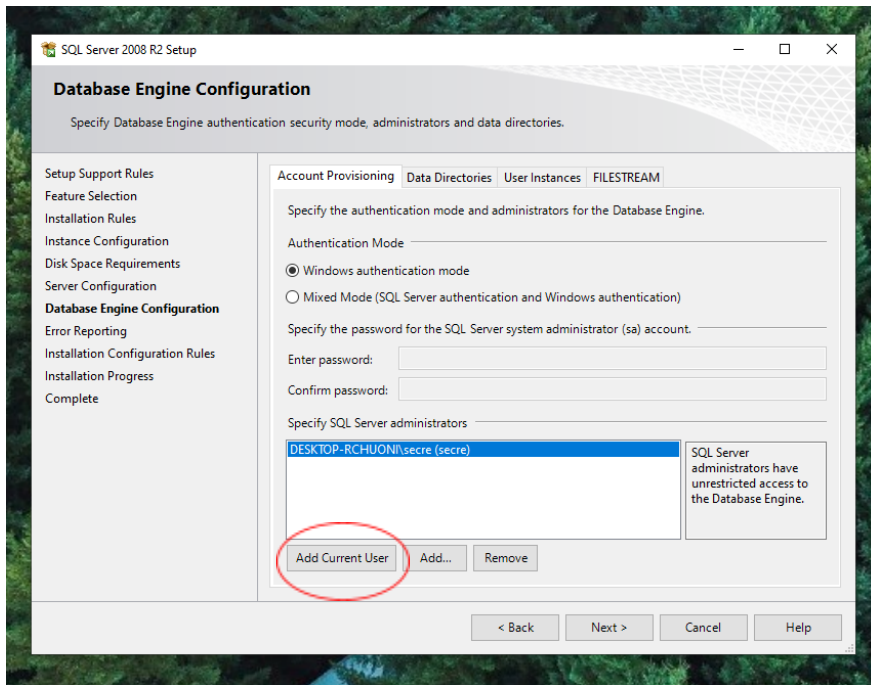 SQL Server 2008 R2 Setup
Database Engine Configuration
Specify Database Engine authentication security mode, administrators and data directories.
Setup Support Rules
Feature Selection
Installation Rules
Instance Configuration
Disk Space Requirements
Server Configuration
Database Engine Configuration
Error Reporting
Installation Configuration Rules
Installation Progress
Complete
Account Provisioning Data Directories User Instances FILESTREAM
Specify the authentication mode and administrators for the Database Engine.
Authentication Mode
Windows authentication mode
Mixed Mode (SQL Server authentication and Windows authentication)
Specify the password for the SQL Server system administrator (sa) account.
Enter password:
Confirm password:
Specify SQL Server administrators
DESKTOP-RCHUONI\secre (secre)
SQL Server
administrators have
unrestricted access to
the Database Engine.
Add Current User Add... Remove
< Back Next > Cancel Help